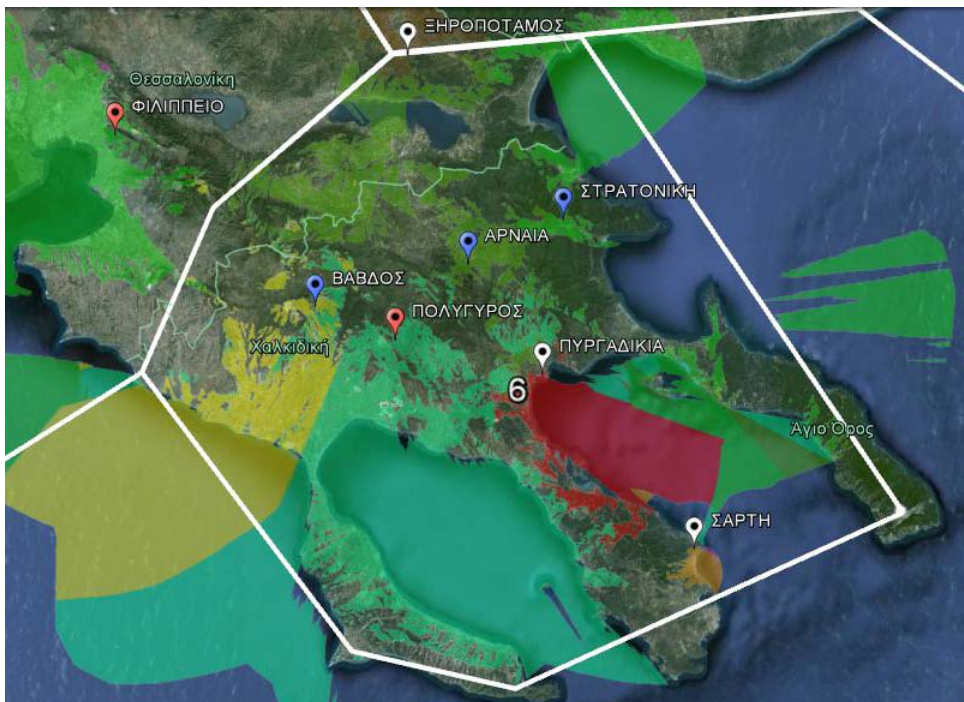 ΞΗΡΟΠΟΤΑΜΟΣ
Θεσσαλονίκη
ΦΙΛΙΠΠΕΙΟ
ΣΤΡΑΤΟΝΙΚΗ
ΑΡΝΑΙΑ
ΒΑΒΔΟΣ
ΠΟΛΥΓΥΡΟΣ
Χαλκιδική
ΠΥΡΓΑΔΙΚΙΑ
6
Άγιο Όρος
ΣΑΡΤΗ